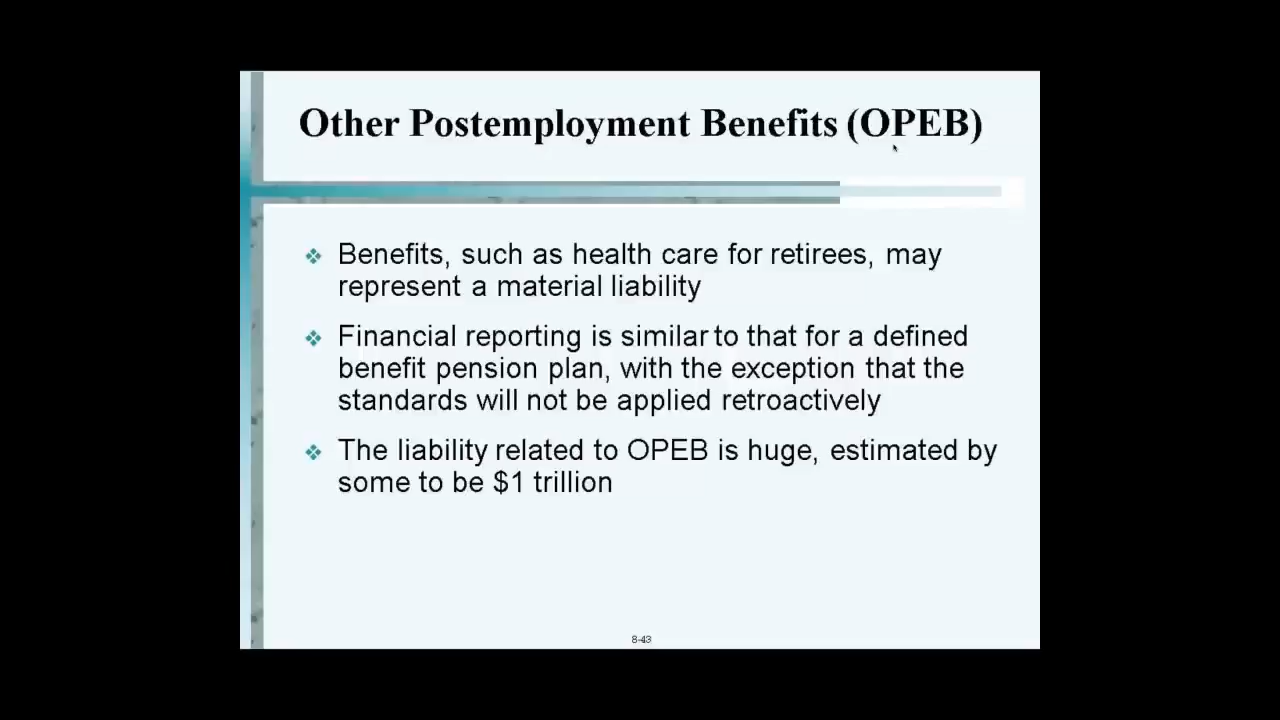 Other Postemployment Benefits (OPEB)
Benefits, such as health care for retirees, may
represent a material liability
Financial reporting is similar to that for a defined
benefit pension plan, with the exception that the
standards will not be applied retroactively
The liability related to OPEB is huge, estimated by
some to be $1 trillion
8-43